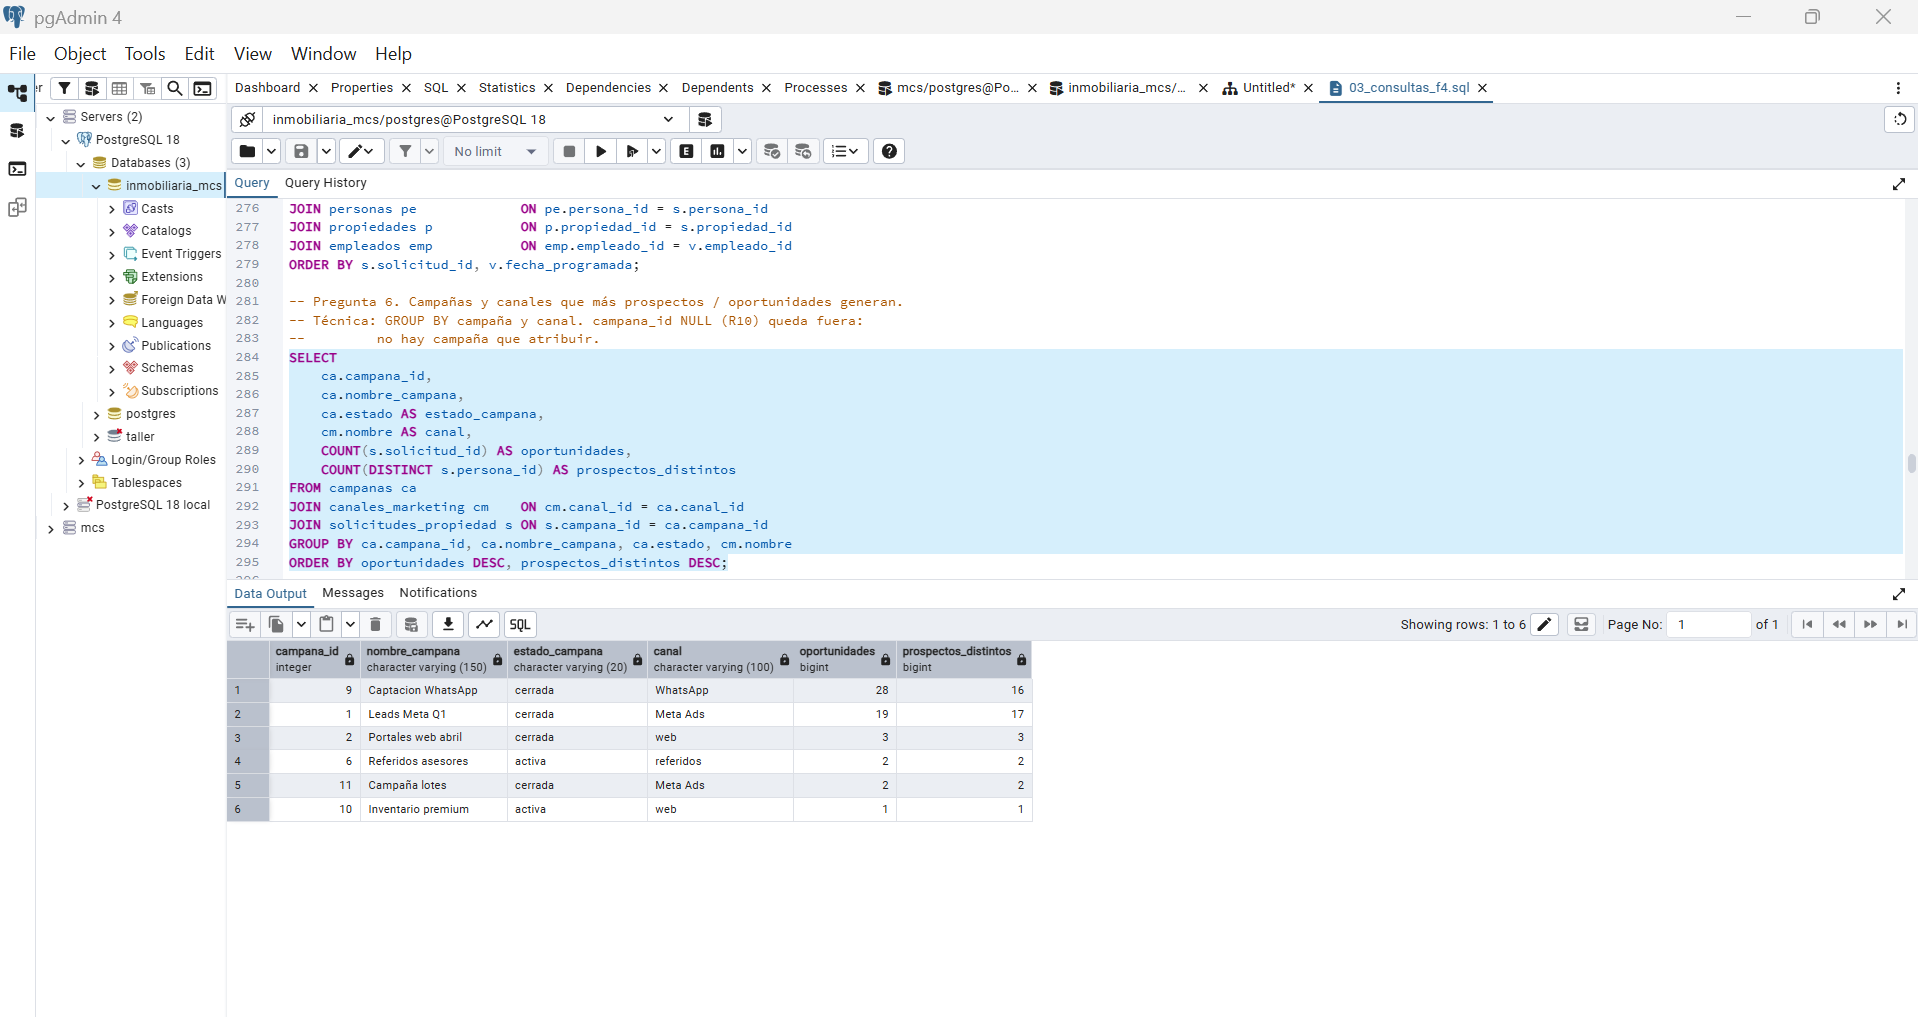 pgAdmin 4
File Object Tools Edit View Window Help
Dashboard Properties SQL Statistics Dependencies Dependents Processes mcs/postgres@Po... inmobiliaria_mcs/... Untitled* 03_consultas_f4.sql
Servers (2)
PostgreSQL 18
Databases (3)
inmobiliaria_mcs
Casts
Catalogs
Event Triggers
Extensions
Foreign Data W
Languages
Publications
Schemas
Subscriptions
postgres
taller
Login/Group Roles
Tablespaces
PostgreSQL 18 local
mcs
inmobiliaria_mcs/postgres@PostgreSQL 18
No limit
Query Query History
276 JOIN personas pe ON pe.persona_id = s.persona_id
277 JOIN propiedades p ON p.propiedad_id = s.propiedad_id
278 JOIN empleados emp ON emp.empleado_id = v.empleado_id
279 ORDER BY s.solicitud_id, v.fecha_programada;
280
281 -- Pregunta 6. Campañas y canales que más prospectos / oportunidades generan.
282 -- Técnica: GROUP BY campaña y canal. campana_id NULL (R10) queda fuera:
283 -- no hay campaña que atribuir.
284 SELECT
285 ca.campana_id,
286 ca.nombre_campana,
287 ca.estado AS estado_campana,
288 cm.nombre AS canal,
289 COUNT(s.solicitud_id) AS oportunidades,
290 COUNT(DISTINCT s.persona_id) AS prospectos_distintos
291 FROM campanas ca
292 JOIN canales_marketing cm ON cm.canal_id = ca.canal_id
293 JOIN solicitudes_propiedad s ON s.campana_id = ca.campana_id
294 GROUP BY ca.campana_id, ca.nombre_campana, ca.estado, cm.nombre
295 ORDER BY oportunidades DESC, prospectos_distintos DESC;
Data Output Messages Notifications
SQL
Showing rows: 1 to 6 Page No: 1 of 1
campana_id nombre_campana estado_campana canal oportunidades prospectos_distintos
integer character varying (150) character varying (20) character varying (100) bigint bigint
1 9 Captacion WhatsApp cerrada WhatsApp 28 16
2 1 Leads Meta Q1 cerrada Meta Ads 19 17
3 2 Portales web abril cerrada web 3 3
4 6 Referidos asesores activa referidos 2 2
5 11 Campaña lotes cerrada Meta Ads 2 2
6 10 Inventario premium activa web 1 1